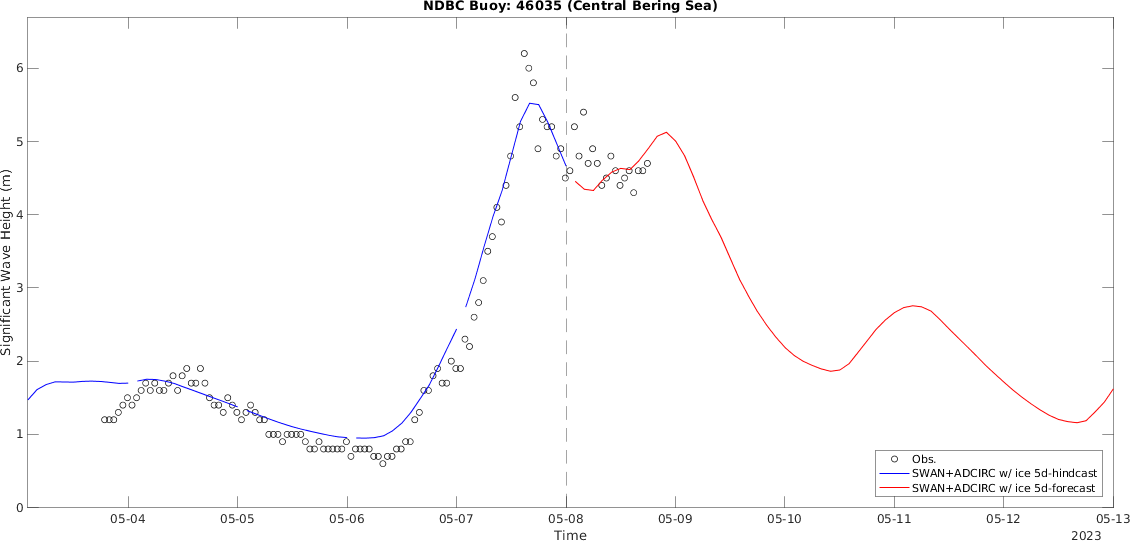 NDBC Buoy: 46035 (Central Bering Sea)
Significant Wave Height (m)
6
5
4
3
2
1
0
Obs.
SWAN+ADCIRC w/ ice 5d-hindcast
SWAN+ADCIRC w/ ice 5d-forecast
05-04 05-05 05-06 05-07 05-08 05-09 05-10 05-11 05-12 05-13
Time
2023